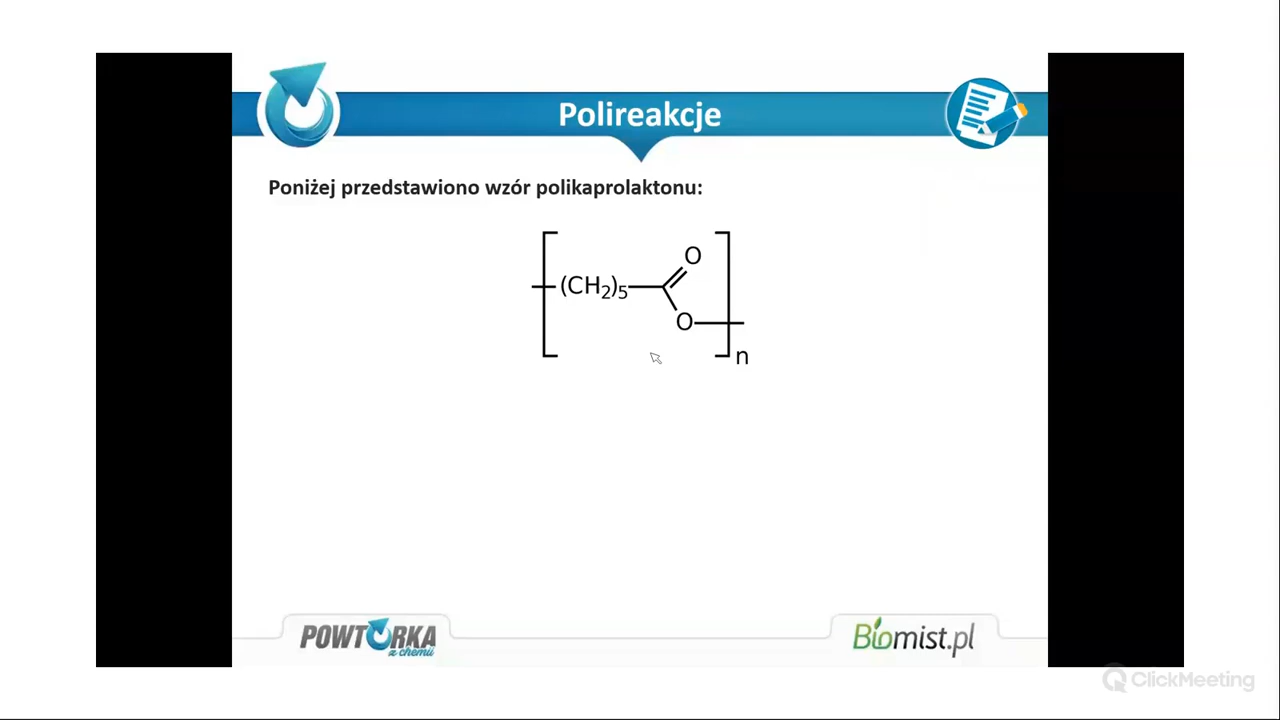 Polireakcje
Poniżej przedstawiono wzór polikaprolaktonu:
O
(CH2)5
O
n
POWTÓRKA
z chemii
Biomist.pl
ClickMeeting